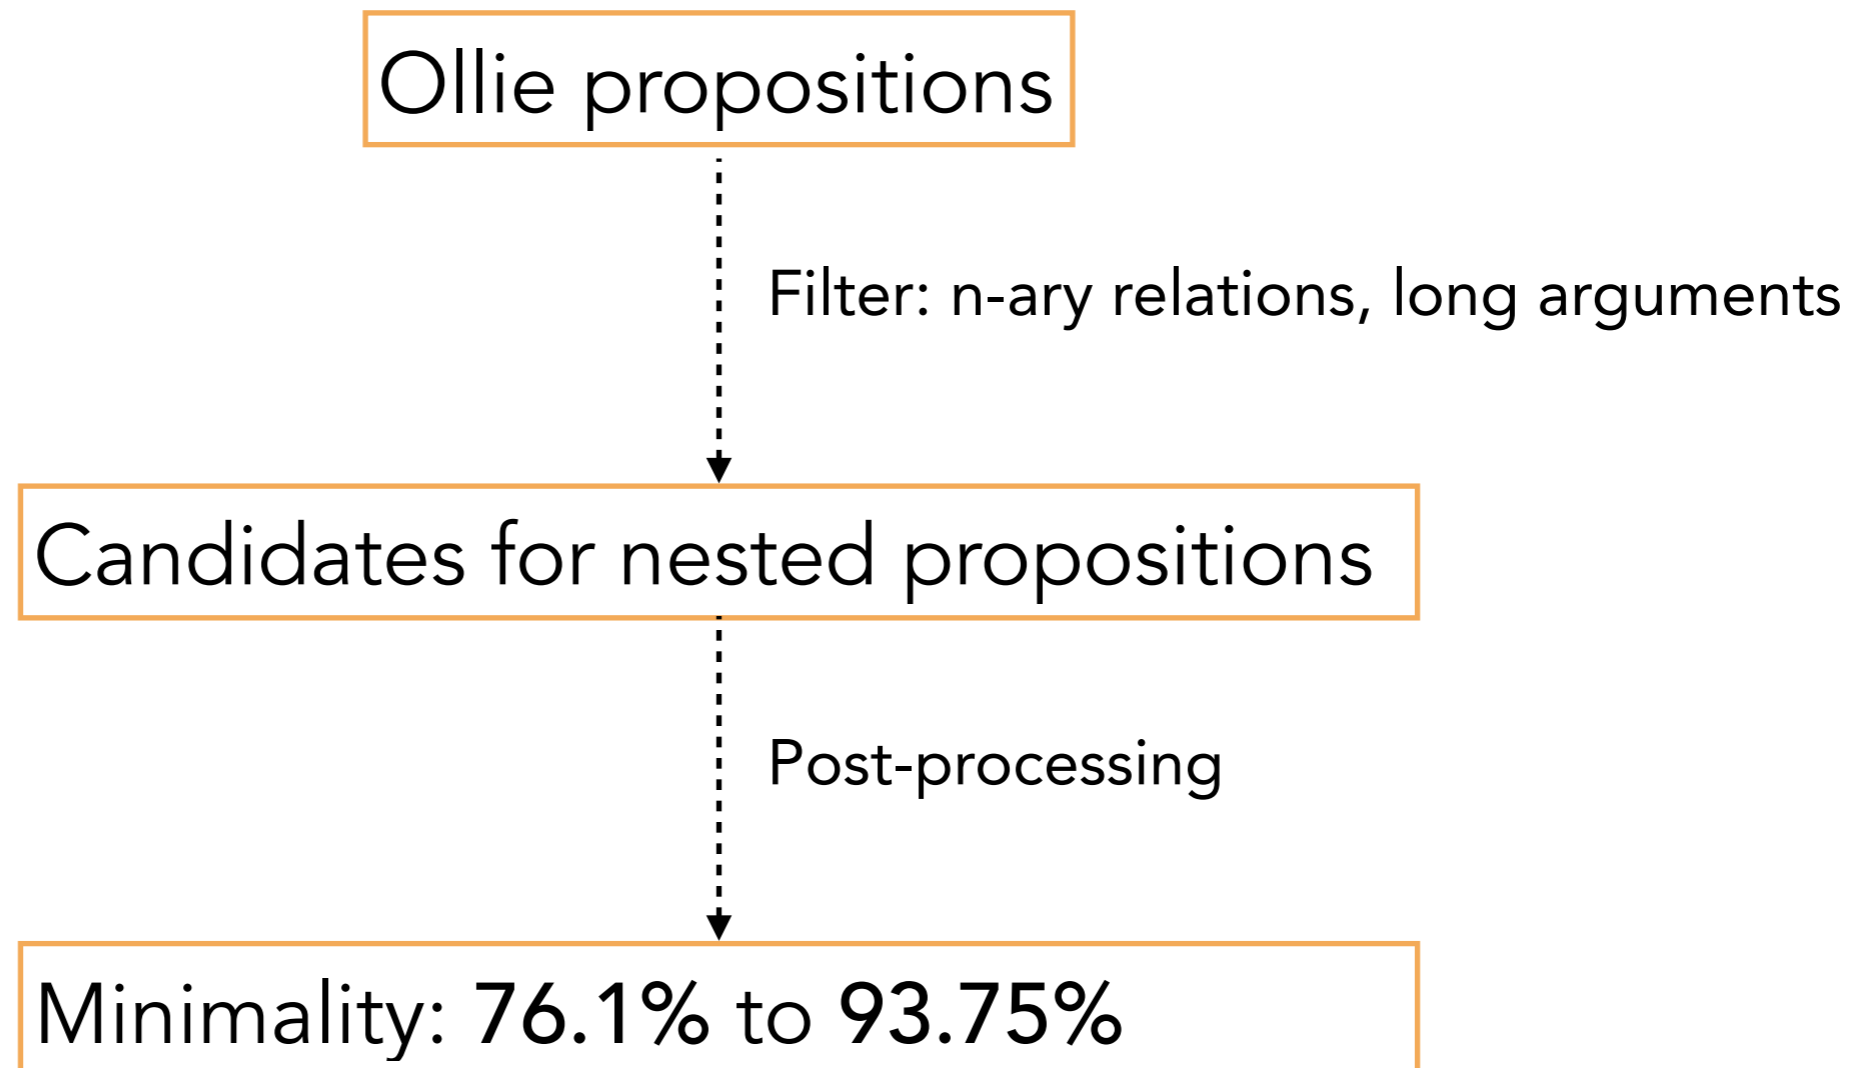 Ollie propositions
Filter: n-ary relations, long arguments
Candidates for nested propositions
Post-processing
Minimality: 76.1% to 93.75%